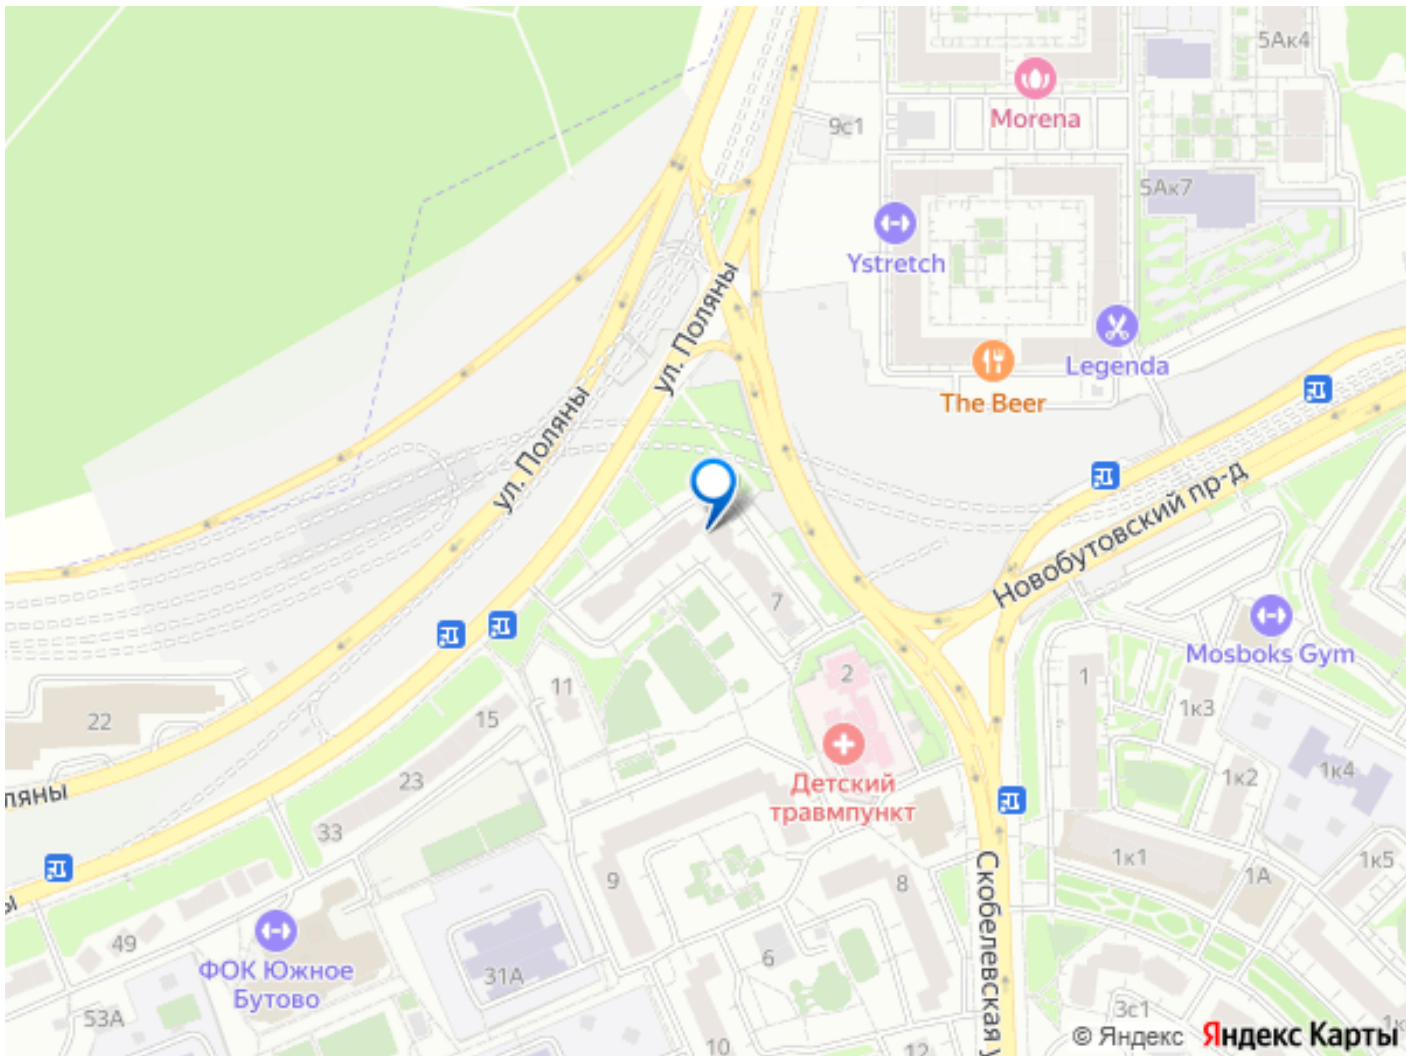 5Ак4
Morena
9с1
5Ак7
Ystretch
ул. Поляны
Legenda
The Beer
ул. Поляны
Новобутовский пр-д
7
Mosboks Gym
2
1
11
1к3
15
22
Детский
травмпункт
23
1к2
1к4
ляны
33
1к1
1к5
9
8
1А
Скобелевская у
ы
49
ФОК Южное
Бутово
6
31А
53А
3с1
1к
10
12
© Яндекс Яндекс Карты